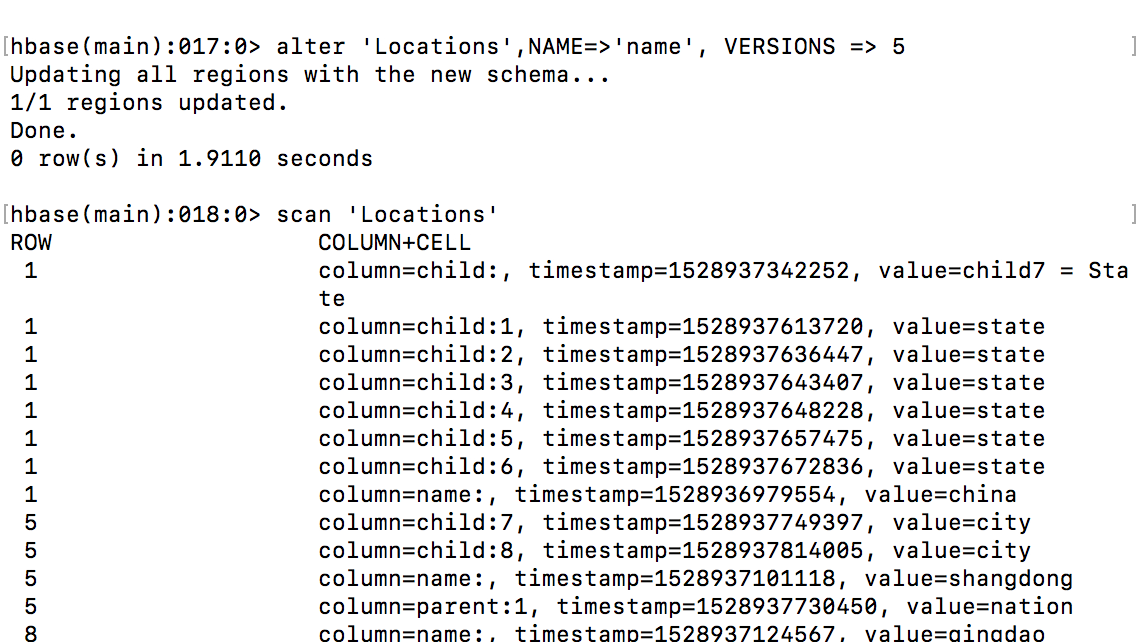 [hbase(main):017:0> alter 'Locations',NAME=>'name', VERSIONS => 5 ]
Updating all regions with the new schema...
1/1 regions updated.
Done.
0 row(s) in 1.9110 seconds
[hbase(main):018:0> scan 'Locations' ]
ROW COLUMN+CELL
1 column=child:, timestamp=1528937342252, value=child7 = Sta
te
1 column=child:1, timestamp=1528937613720, value=state
1 column=child:2, timestamp=1528937636447, value=state
1 column=child:3, timestamp=1528937643407, value=state
1 column=child:4, timestamp=1528937648228, value=state
1 column=child:5, timestamp=1528937657475, value=state
1 column=child:6, timestamp=1528937672836, value=state
1 column=name:, timestamp=1528936979554, value=china
5 column=child:7, timestamp=1528937749397, value=city
5 column=child:8, timestamp=1528937814005, value=city
5 column=name:, timestamp=1528937101118, value=shangdong
5 column=parent:1, timestamp=1528937730450, value=nation
8 column=name:, timestamp=1528937124567, value=qingdao